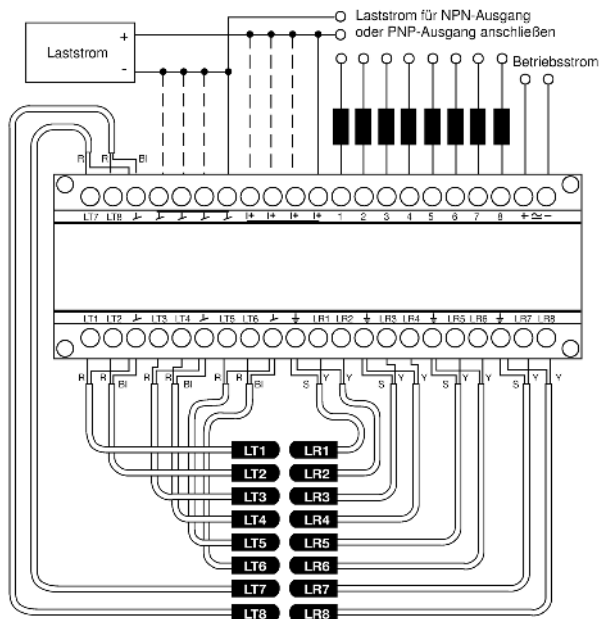 Laststrom für NPN-Ausgang
oder PNP-Ausgang anschließen
+
Laststrom
-
Betriebsstrom
R R Bl
LT7 LT8 I+ I+ I+ I+ 1 2 3 4 5 6 7 8 + ≃ -
LT1 LT2 LT3 LT4 LT5 LT6 LR1 LR2 LR3 LR4 LR5 LR6 LR7 LR8
R R Bl R R Bl R R Bl S Y Y S Y Y S Y Y S Y Y
LT1 LR1
LT2 LR2
LT3 LR3
LT4 LR4
LT5 LR5
LT6 LR6
LT7 LR7
LT8 LR8